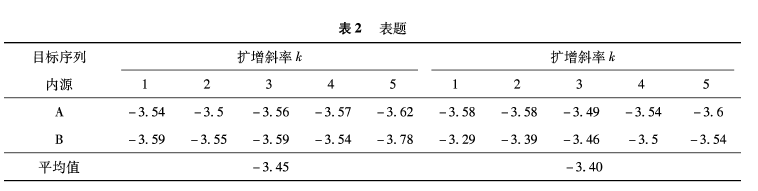 表 2 表题
目标序列 扩增斜率 k 扩增斜率 k
内源 1 2 3 4 5 1 2 3 4 5
A -3.54 -3.5 -3.56 -3.57 -3.62 -3.58 -3.58 -3.49 -3.54 -3.6
B -3.59 -3.55 -3.59 -3.54 -3.78 -3.29 -3.39 -3.46 -3.5 -3.54
平均值 -3.45 -3.40